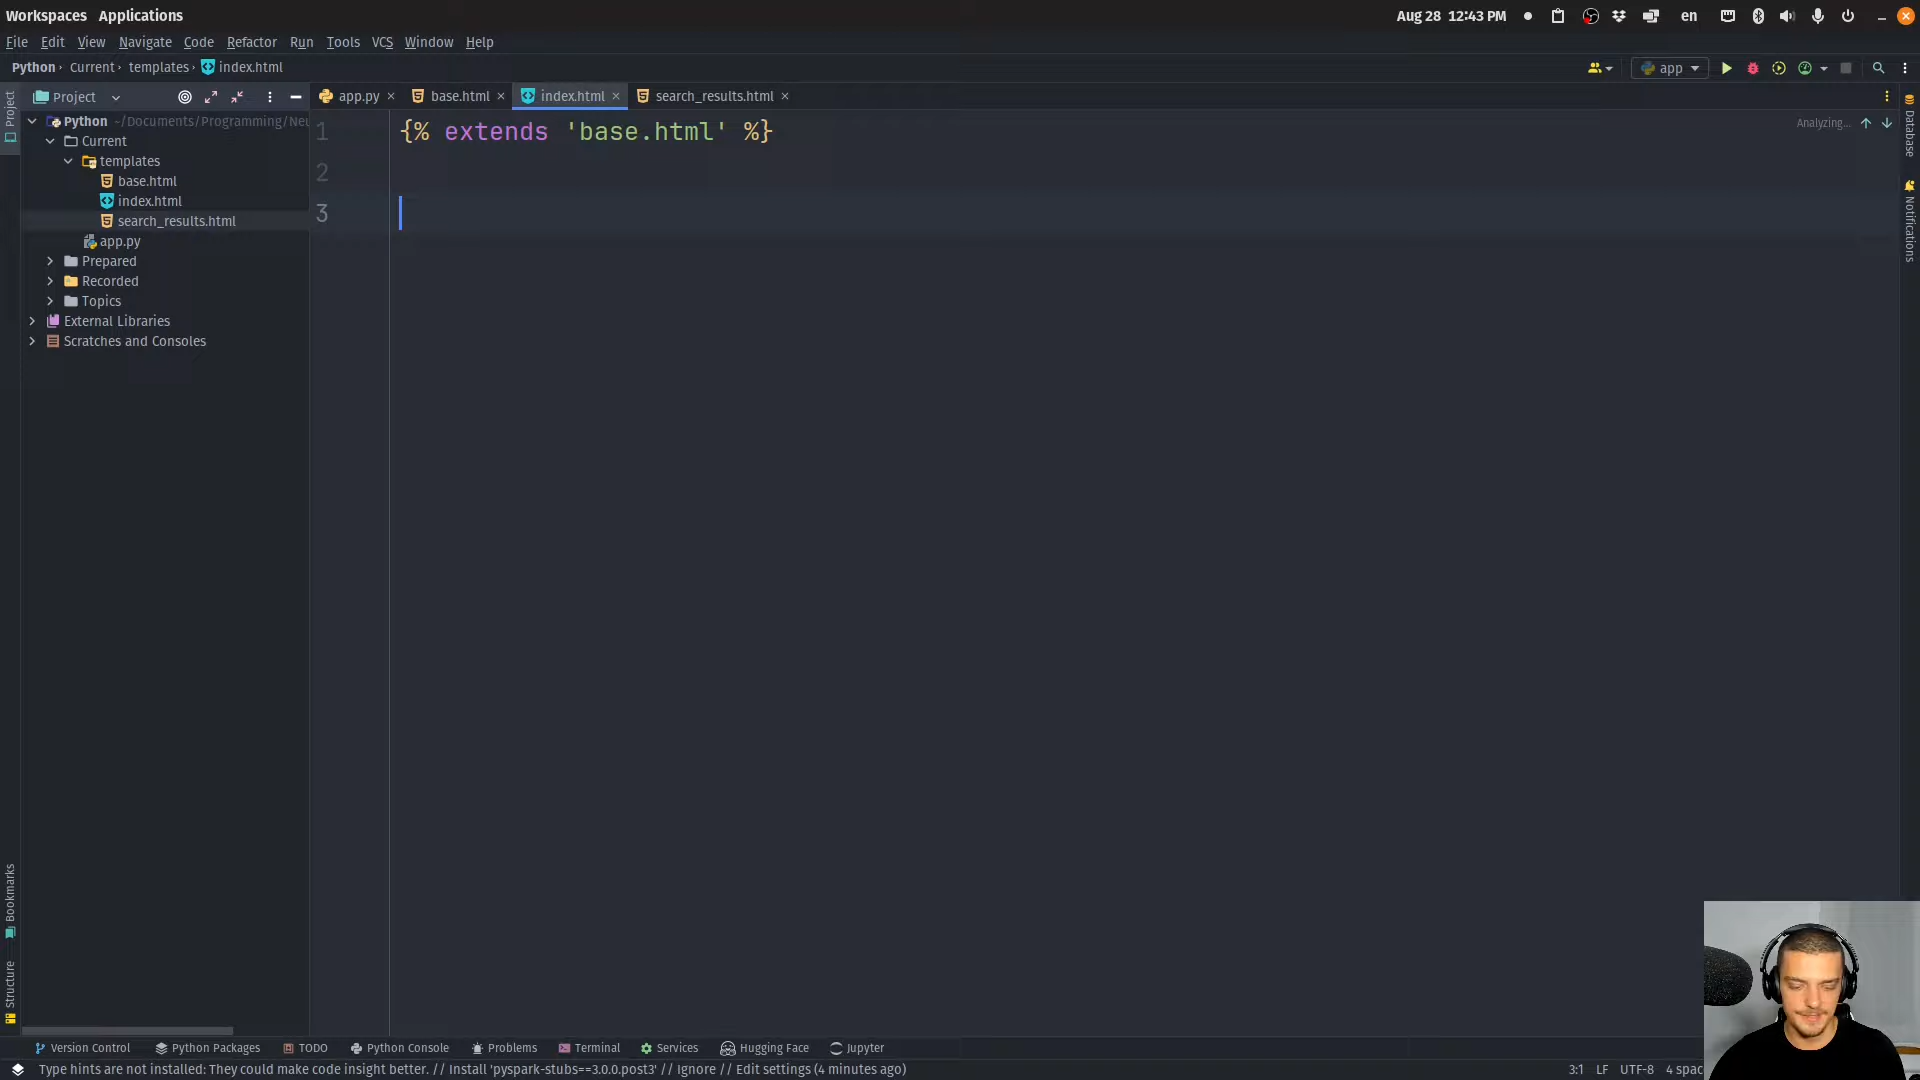 Workspaces Applications
Aug 28 12:43 PM
en
File Edit View Navigate Code Refactor Run Tools VCS Window Help
Python Current templates index.html
app
Project
app.py base.html index.html search_results.html
Project
Python ~/Documents/Programming/Neu
Current
templates
base.html
index.html
search_results.html
app.py
Prepared
Recorded
Topics
External Libraries
Scratches and Consoles
1 {% extends 'base.html' %}
2
3
Analyzing...
Database
Notifications
Bookmarks
Structure
Version Control Python Packages TODO Python Console Problems Terminal Services Hugging Face Jupyter
Type hints are not installed: They could make code insight better. // Install 'pyspark-stubs==3.0.0.post3' // Ignore // Edit settings (4 minutes ago)
3:1 LF UTF-8 4 spac